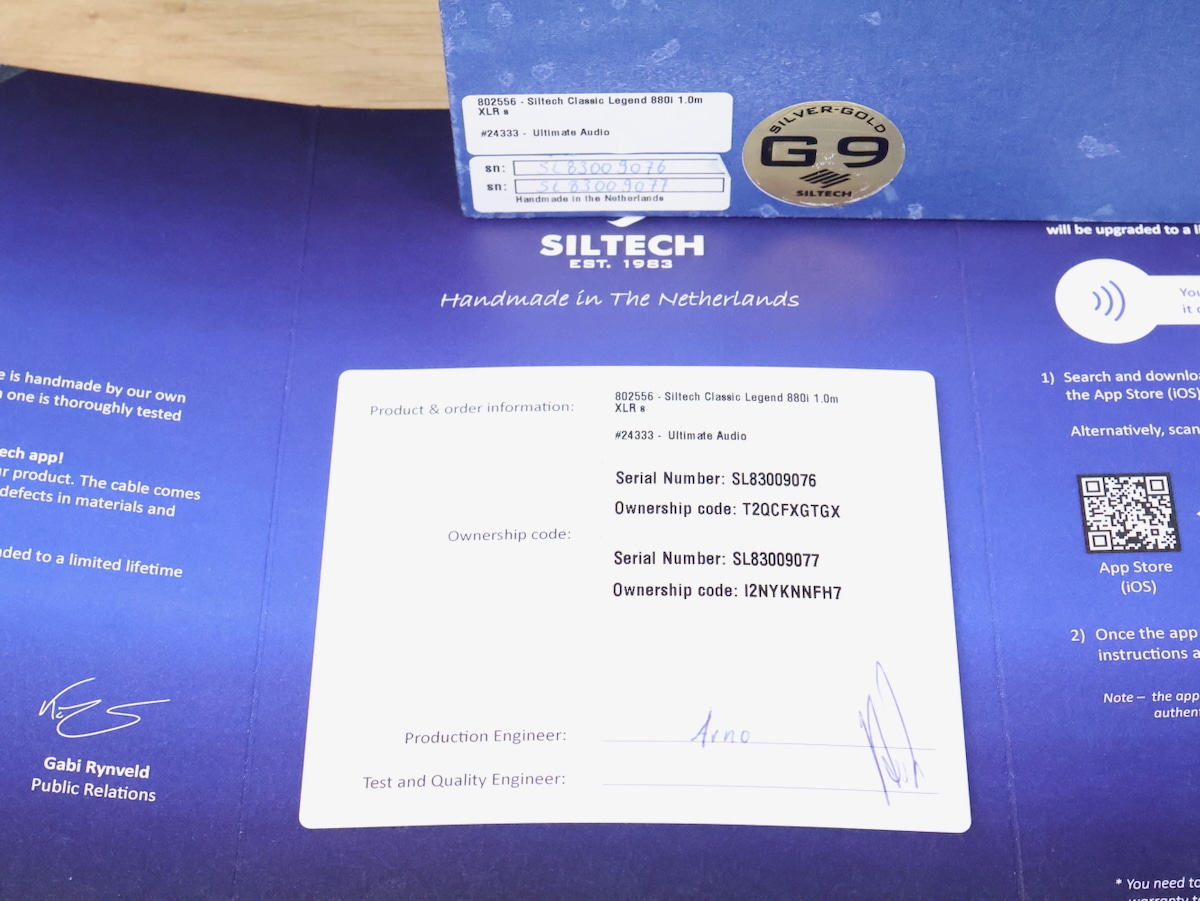 802556 - Siltech Classic Legend 880i 1.0m
XLR s
#24333 - Ultimate Audio
sn: SL83009076
sn: SL83009077
Handmade in the Netherlands
SILVER-GOLD
G9
SILTECH
SILTECH
EST. 1983
Handmade in The Netherlands
e is handmade by our own
one is thoroughly tested
ech app!
r product. The cable comes
defects in materials and
ded to a limited lifetime
Gabi Rynveld
Public Relations
Product & order information:
802556 - Siltech Classic Legend 880i 1.0m
XLR s
#24333 - Ultimate Audio
Ownership code:
Serial Number: SL83009076
Ownership code: T2QCFXGTGX
Serial Number: SL83009077
Ownership code: I2NYKNNFH7
Production Engineer: Arno
Test and Quality Engineer:
will be upgraded to a li
You
it c
1) Search and downloa
the App Store (iOS)
Alternatively, scan
App Store
(iOS)
2) Once the app
instructions a
Note – the app
authent
* You need to
warranty t